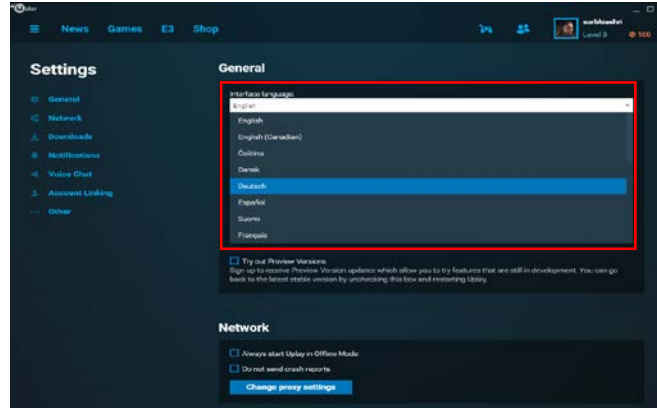 News Games E3 Shop
surbhiashri
Level 3
100
Settings
General
Network
Downloads
Notifications
Voice Chat
Account Linking
Other
General
Interface language:
English
English
English (Canadian)
Čeština
Dansk
Deutsch
Español
Suomi
Français
Try out Preview Versions
Sign up to receive Preview Version updates which allow you to try features that are still in development. You can go
back to the latest stable version by unchecking this box and restarting Uplay.
Network
Always start Uplay in Offline Mode
Do not send crash reports
Change proxy settings